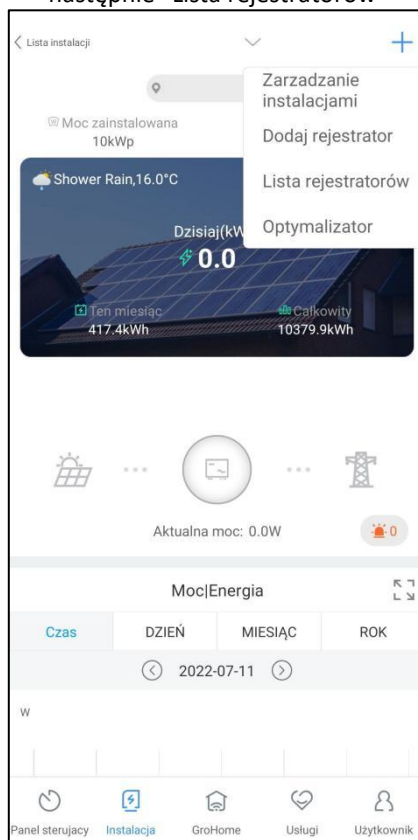 następnie "Lista rejestratorów"
Lista instalacji
Zarzadzanie
instalacjami
Moc zainstalowana
10kWp
Dodaj rejestrator
Shower Rain,16.0°C
Lista rejestratorów
Dzisiaj(kW
Optymalizator
0.0
Ten miesiąc
Całkowity
417.4kWh
10379.9kWh
Aktualna moc: 0.0W
0
Moc|Energia
Czas
DZIEŃ
MIESIĄC
ROK
2022-07-11
W
Panel sterujacy
Instalacja
GroHome
Usługi
Użytkownik